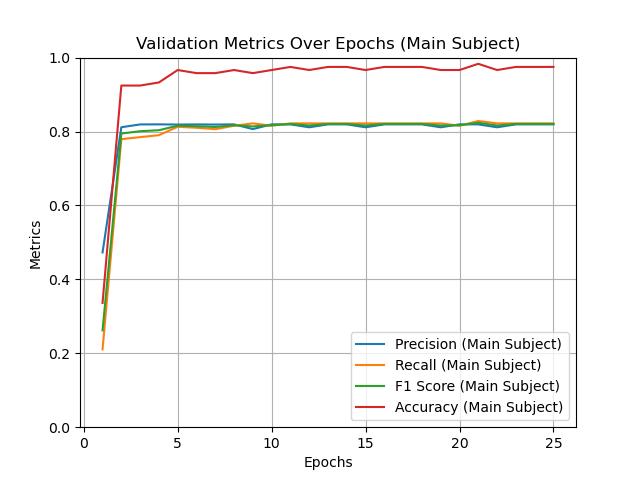 Validation Metrics Over Epochs (Main Subject)
1.0
0.8
0.6
0.4
0.2
0.0
Metrics
0
5
10
15
20
25
Epochs
Precision (Main Subject)
Recall (Main Subject)
F1 Score (Main Subject)
Accuracy (Main Subject)